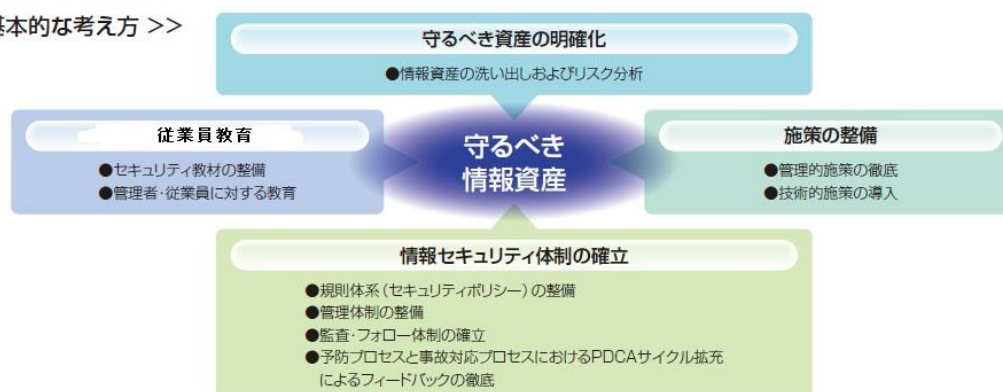 基本的な考え方 >>
守るべき資産の明確化
●情報資産の洗い出しおよびリスク分析
従業員教育
●セキュリティ教材の整備
●管理者・従業員に対する教育
守るべき
情報資産
施策の整備
●管理的施策の徹底
●技術的施策の導入
情報セキュリティ体制の確立
●規則体系(セキュリティポリシー)の整備
●管理体制の整備
●監査・フォロー体制の確立
●予防プロセスと事故対応プロセスにおけるPDCAサイクル拡充
によるフィードバックの徹底